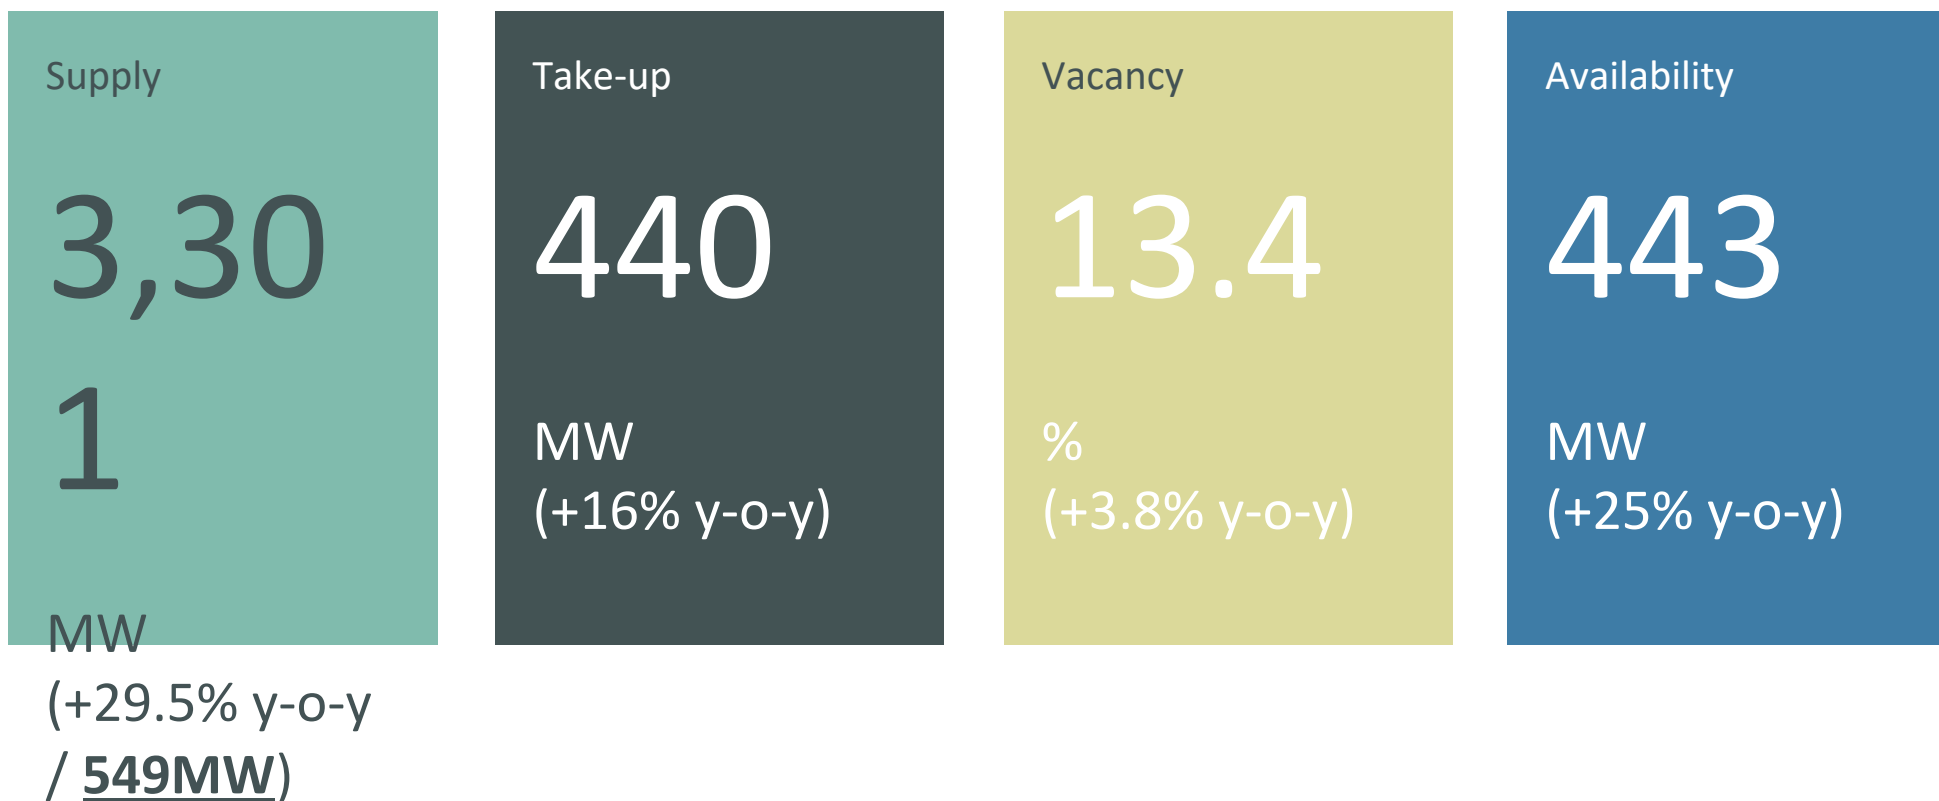 Supply
3,30
1
MW
(+29.5% y-o-y
/ 549MW)
Take-up
440
MW
(+16% y-o-y)
Vacancy
13.4
%
(+3.8% y-o-y)
Availability
443
MW
(+25% y-o-y)